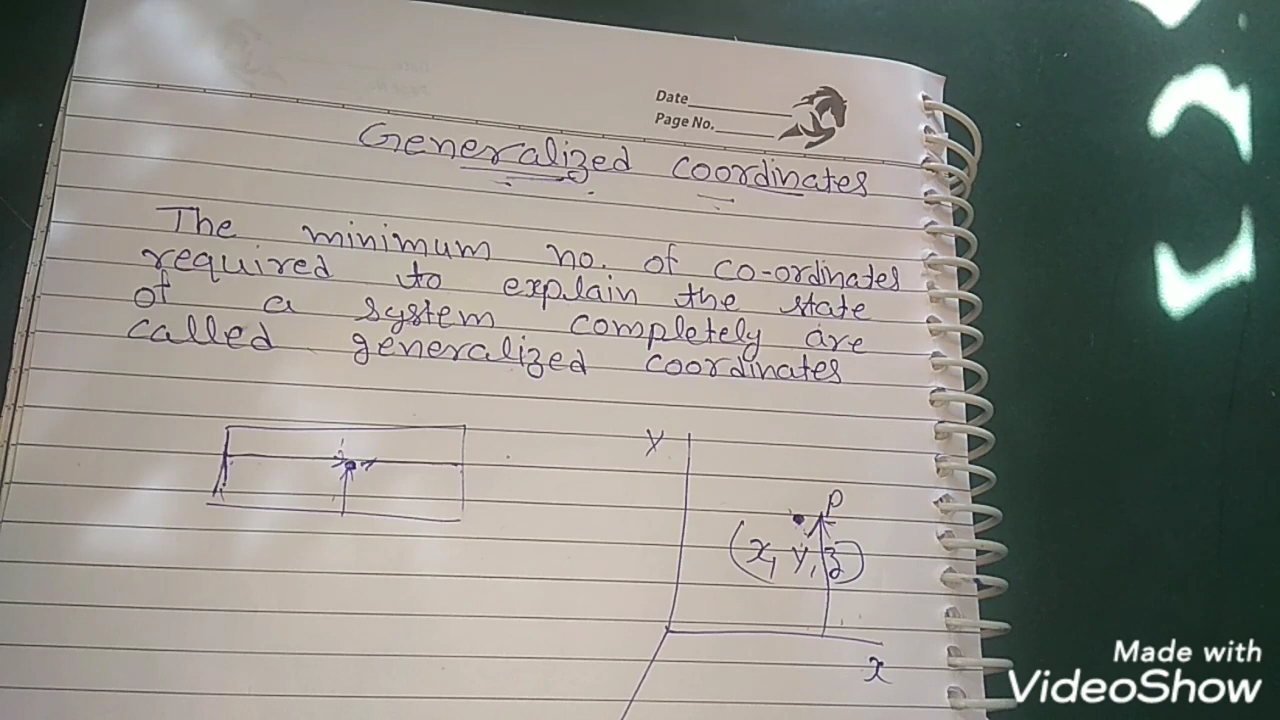 Date
Page No.
Generalized coordinates
The minimum no. of co-ordinates
required to explain the state
of a system completely are
called generalized coordinates
Y
P
(x, y, z)
x
Made with
VideoShow